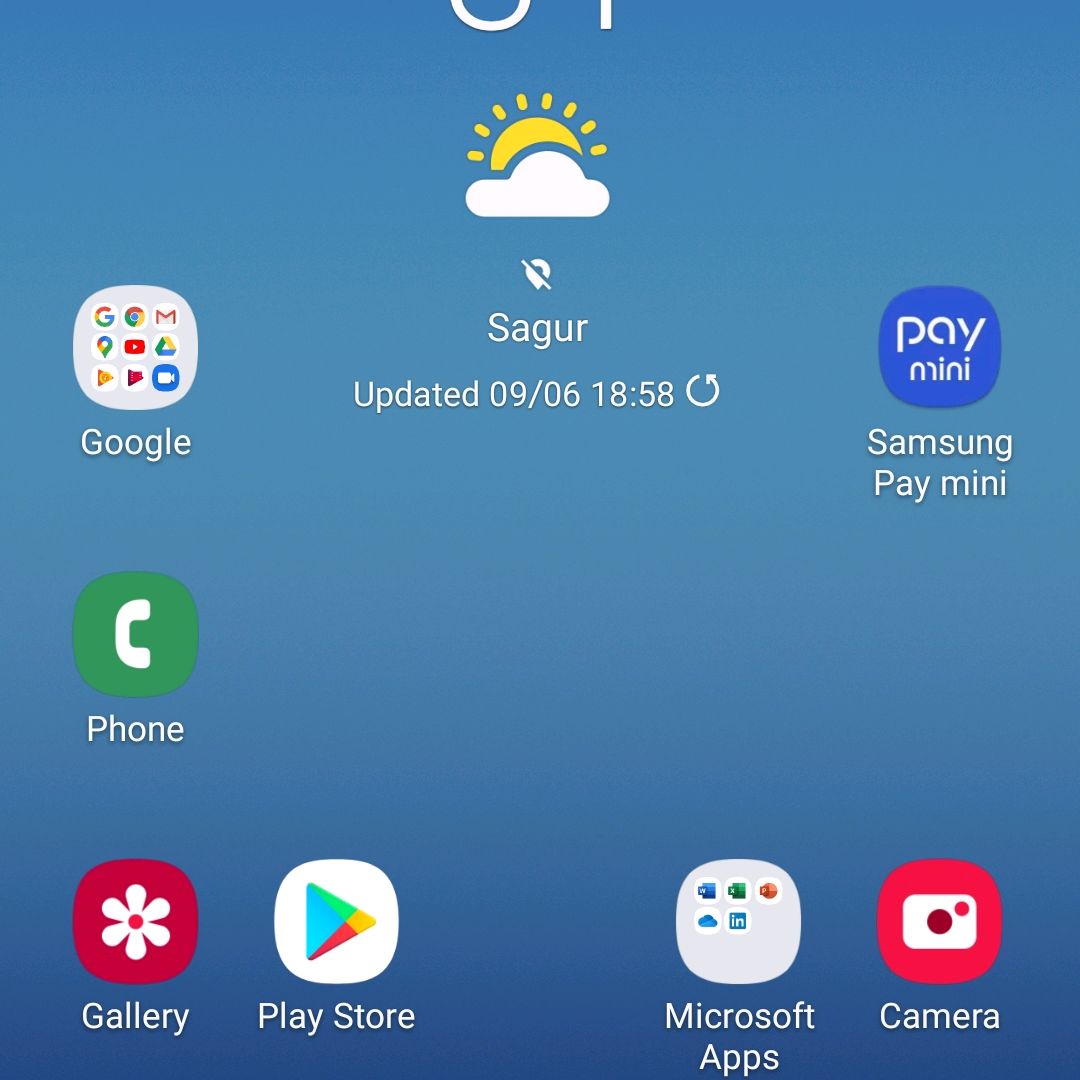 Sagur
Updated 09/06 18:58
Google
pay
mini
Samsung
Pay mini
Phone
Gallery
Play Store
Microsoft
Apps
Camera